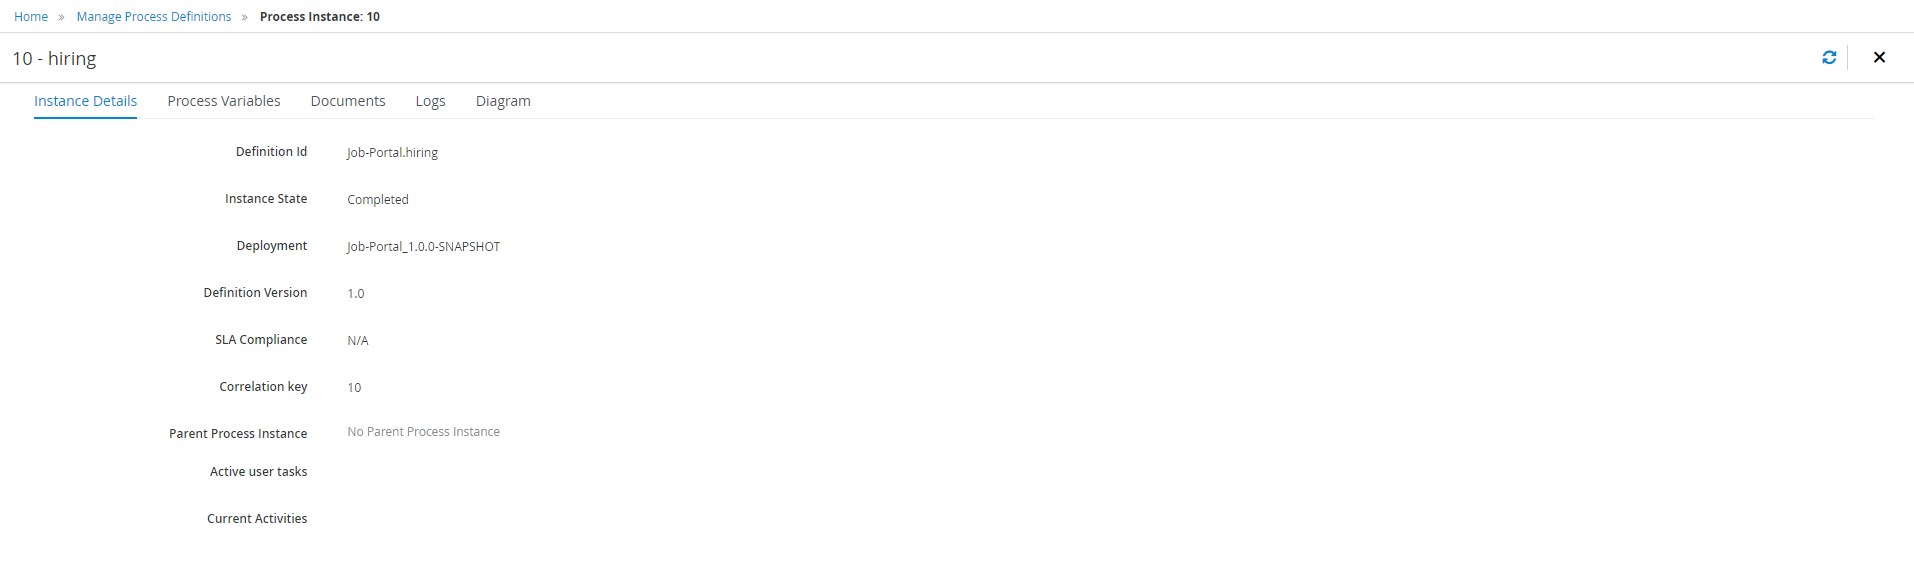 Home » Manage Process Definitions » Process Instance: 10
10 - hiring
Instance Details Process Variables Documents Logs Diagram
Definition Id Job-Portal.hiring
Instance State Completed
Deployment Job-Portal_1.0.0-SNAPSHOT
Definition Version 1.0
SLA Compliance N/A
Correlation key 10
Parent Process Instance No Parent Process Instance
Active user tasks
Current Activities